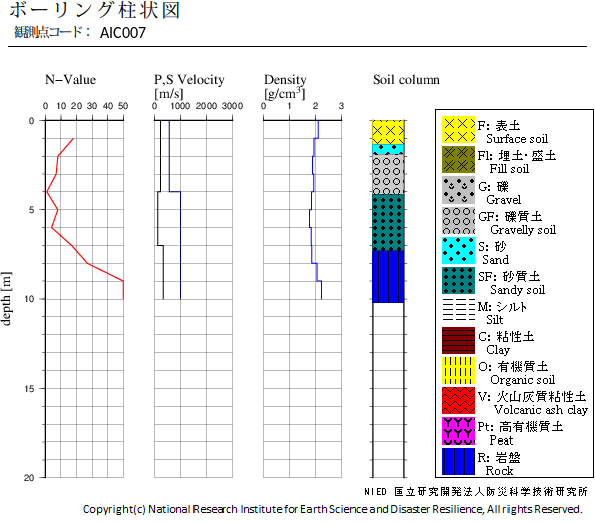 ボーリング柱状図
観測点コード： AIC007
N−Value
P,S Velocity
[m/s]
Density
[g/cm3]
Soil column
0 10 20 30 40 50
0 1000 2000 3000
0 1 2 3
0
5
10
15
20
depth [m]
F: 表土
Surface soil
Fl: 埋土・盛土
Fill soil
G: 礫
Gravel
GF: 礫質土
Gravelly soil
S: 砂
Sand
SF: 砂質土
Sandy soil
M: シルト
Silt
C: 粘性土
Clay
O: 有機質土
Organic soil
V: 火山灰質粘性土
Volcanic ash clay
Pt: 高有機質土
Peat
R: 岩盤
Rock
NIED 国立研究開発法人防災科学技術研究所
Copyright(c) National Research Institute for Earth Science and Disaster Resilience, All rights Reserved.